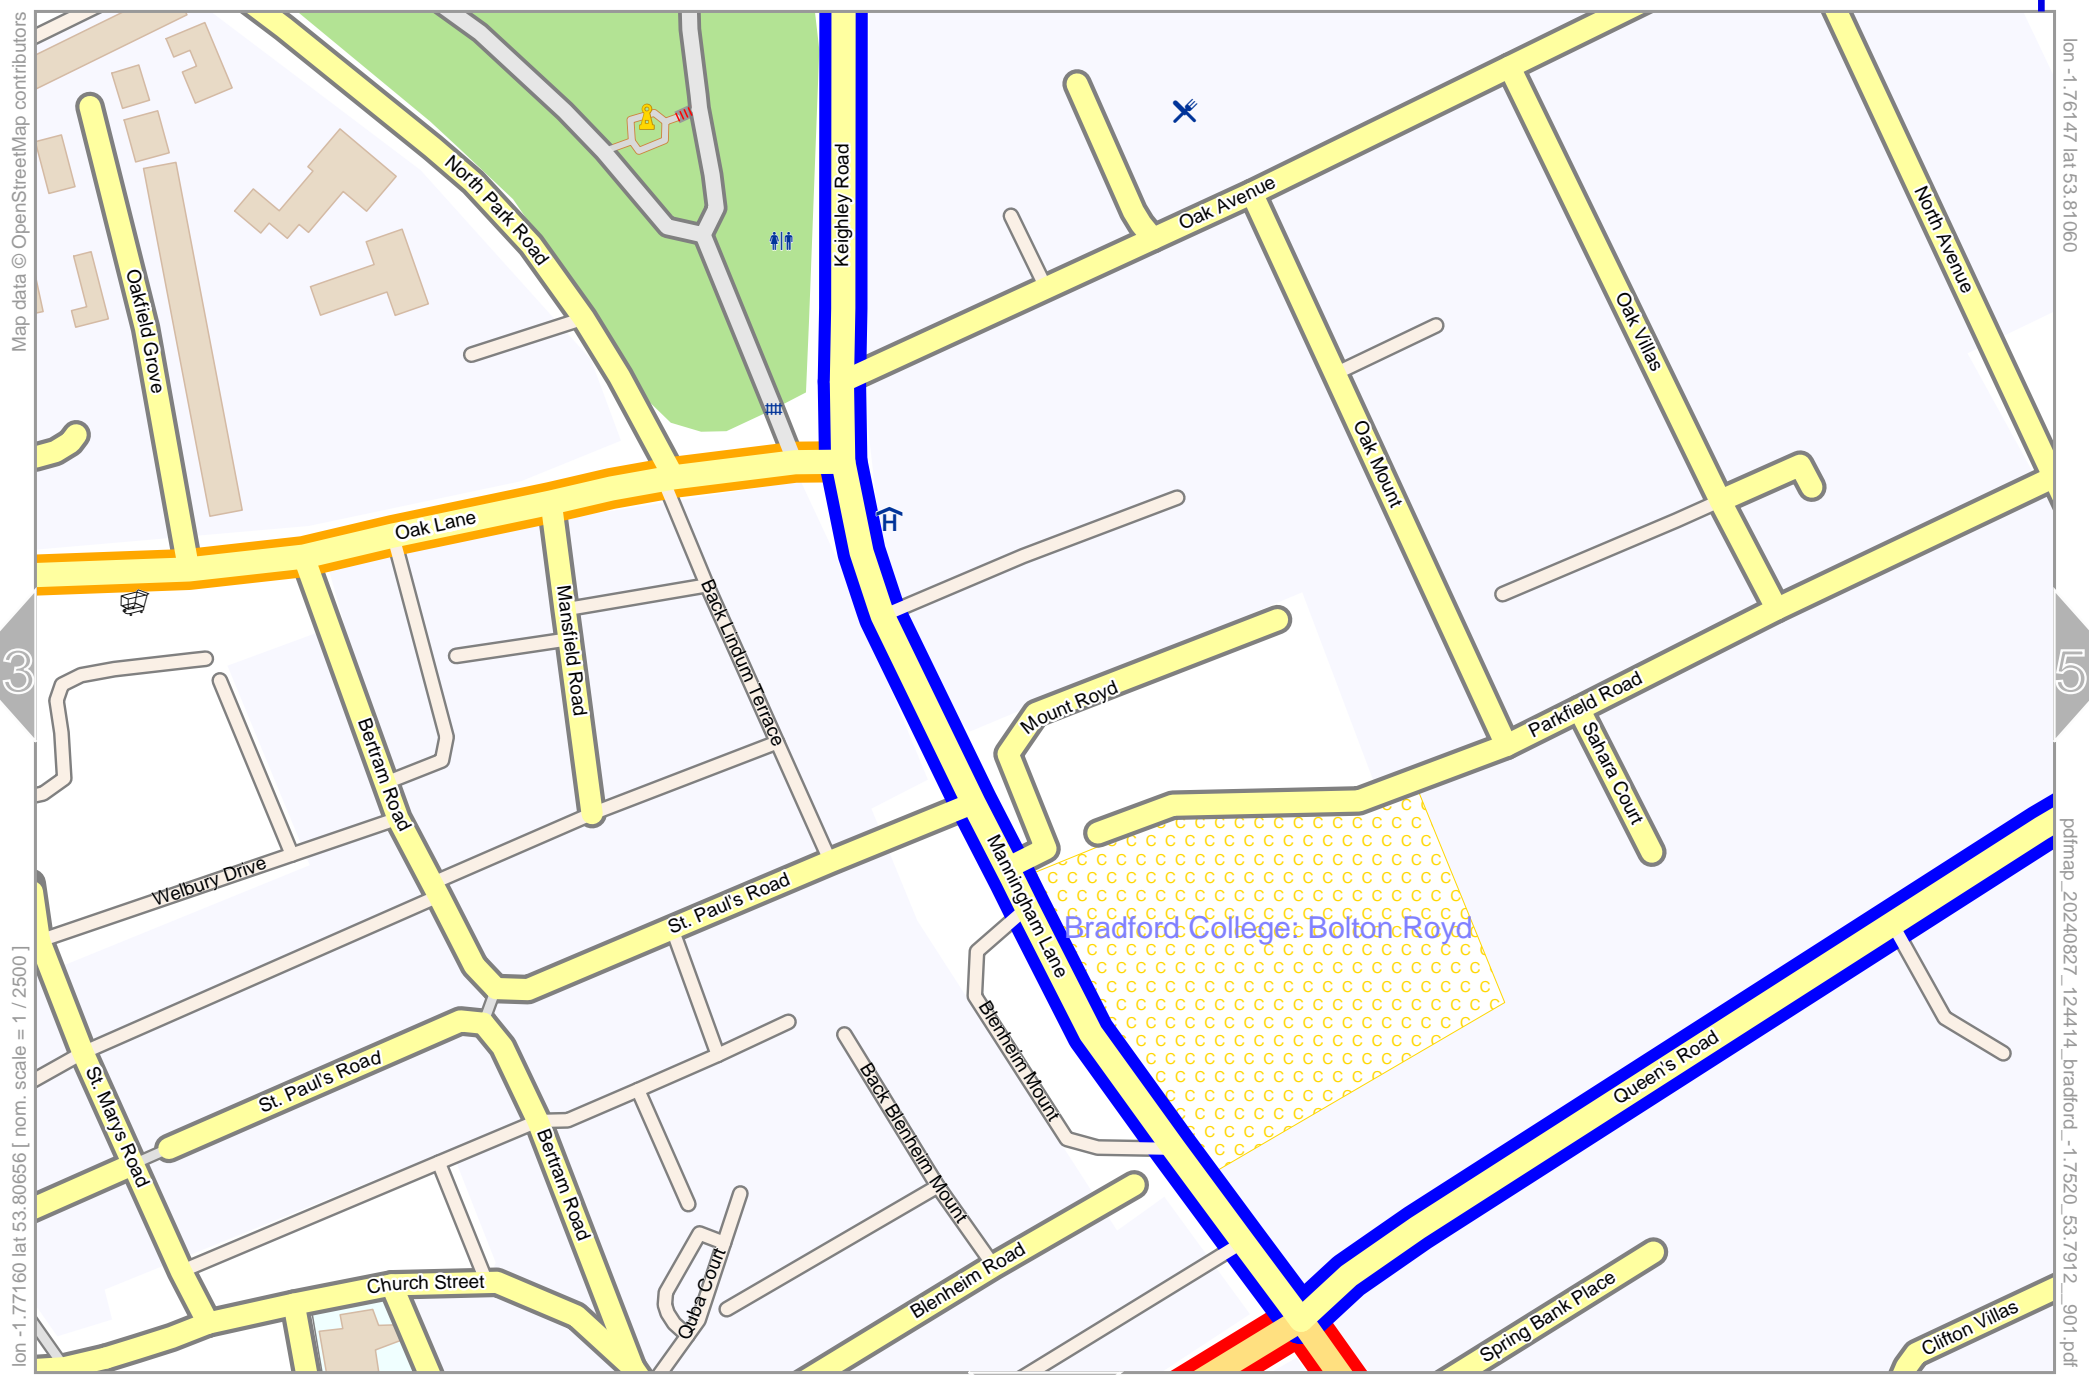 Map data © OpenStreetMap contributors
lon -1.77160 lat 53.80656 [ nom. scale = 1 / 2500 ]
lon -1.76147 lat 53.81060
pdfmap_20240827_124414_bradford_-1.7520_53.7912__901.pdf
3
5
North Park Road
Keighley Road
Oak Avenue
North Avenue
Oakfield Grove
Oak Villas
Oak Mount
Oak Lane
H
Mansfield Road
Back Lindum Terrace
Bertram Road
Mount Royd
Parkfield Road
Sahara Court
Welbury Drive
St. Paul's Road
Manningham Lane
Bradford College: Bolton Royd
Blenheim Mount
St. Paul's Road
St. Marys Road
Back Blenheim Mount
Queen's Road
Bertram Road
Church Street
Quba Court
Blenheim Road
Spring Bank Place
Clifton Villas